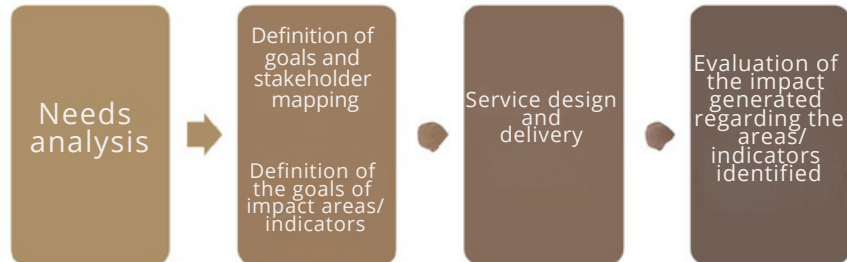 Needs
analysis
Definition of
goals and
stakeholder
mapping
Definition of
the goals of
impact areas/
indicators
Service design
and
delivery
Evaluation of
the impact
generated
regarding the
areas/
indicators
identified